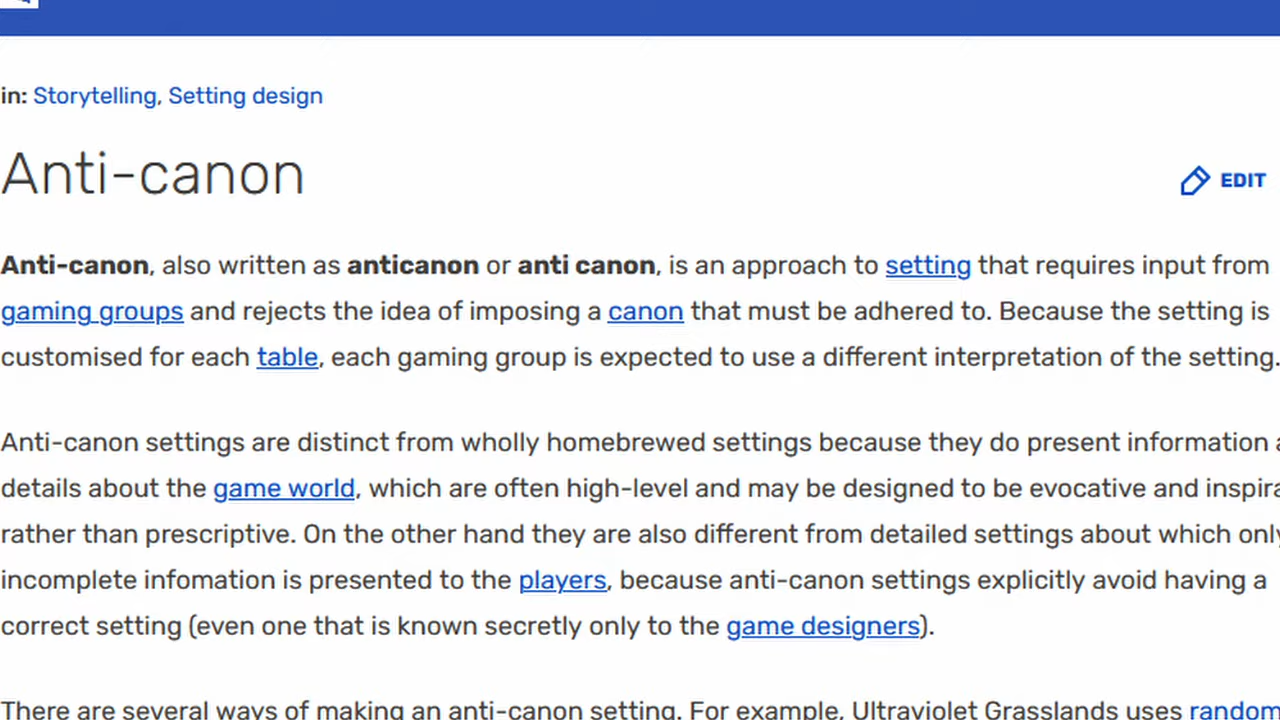 in: Storytelling, Setting design
Anti-canon
EDIT
Anti-canon, also written as anticanon or anti canon, is an approach to setting that requires input from
gaming groups and rejects the idea of imposing a canon that must be adhered to. Because the setting is
customised for each table, each gaming group is expected to use a different interpretation of the setting.
Anti-canon settings are distinct from wholly homebrewed settings because they do present information
details about the game world, which are often high-level and may be designed to be evocative and
rather than prescriptive. On the other hand they are also different from detailed settings about which
incomplete infomation is presented to the players, because anti-canon settings explicitly avoid having a
correct setting (even one that is known secretly only to the game designers).
There are several ways of making an anti-canon setting. For example, Ultraviolet Grasslands uses random